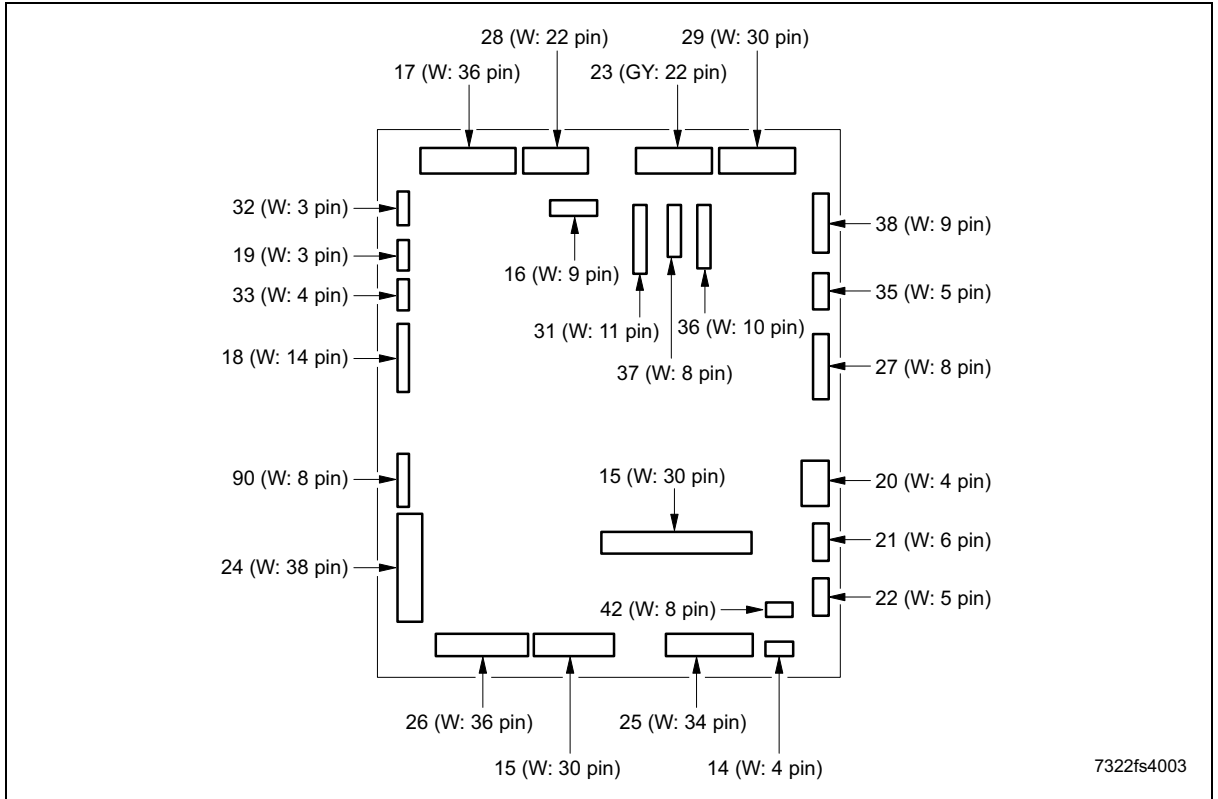 28 (W: 22 pin)
29 (W: 30 pin)
17 (W: 36 pin)
23 (GY: 22 pin)
32 (W: 3 pin)
38 (W: 9 pin)
19 (W: 3 pin)
16 (W: 9 pin)
33 (W: 4 pin)
35 (W: 5 pin)
31 (W: 11 pin)
36 (W: 10 pin)
18 (W: 14 pin)
37 (W: 8 pin)
27 (W: 8 pin)
90 (W: 8 pin)
15 (W: 30 pin)
20 (W: 4 pin)
21 (W: 6 pin)
24 (W: 38 pin)
22 (W: 5 pin)
42 (W: 8 pin)
26 (W: 36 pin)
25 (W: 34 pin)
15 (W: 30 pin)
14 (W: 4 pin)
7322fs4003